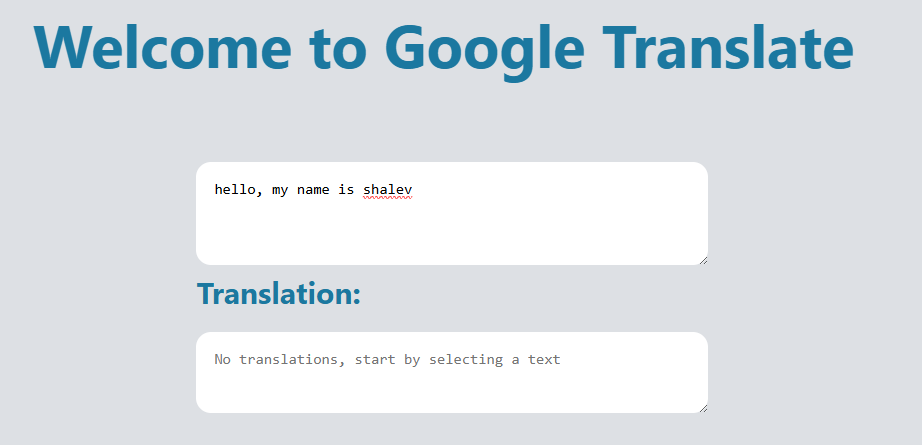 Welcome to Google Translate
hello, my name is shalev
Translation:
No translations, start by selecting a text